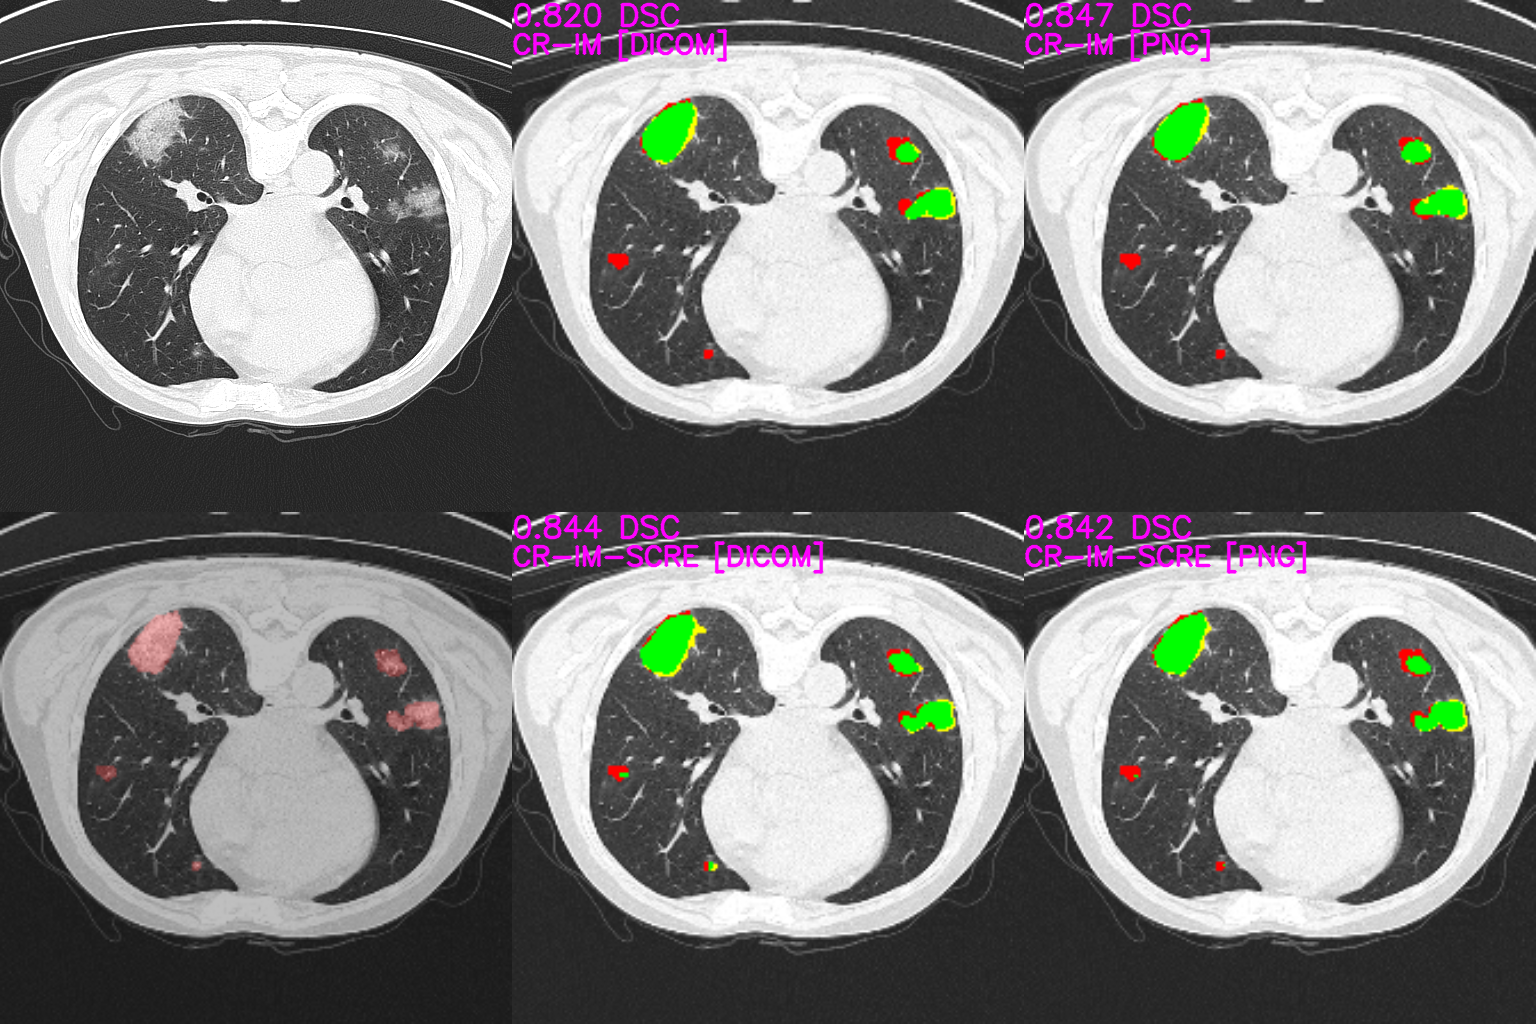 0.820 DSC
CR-IM [DICOM]
0.847 DSC
CR-IM [PNG]
0.844 DSC
CR-IM-SCRE [DICOM]
0.842 DSC
CR-IM-SCRE [PNG]